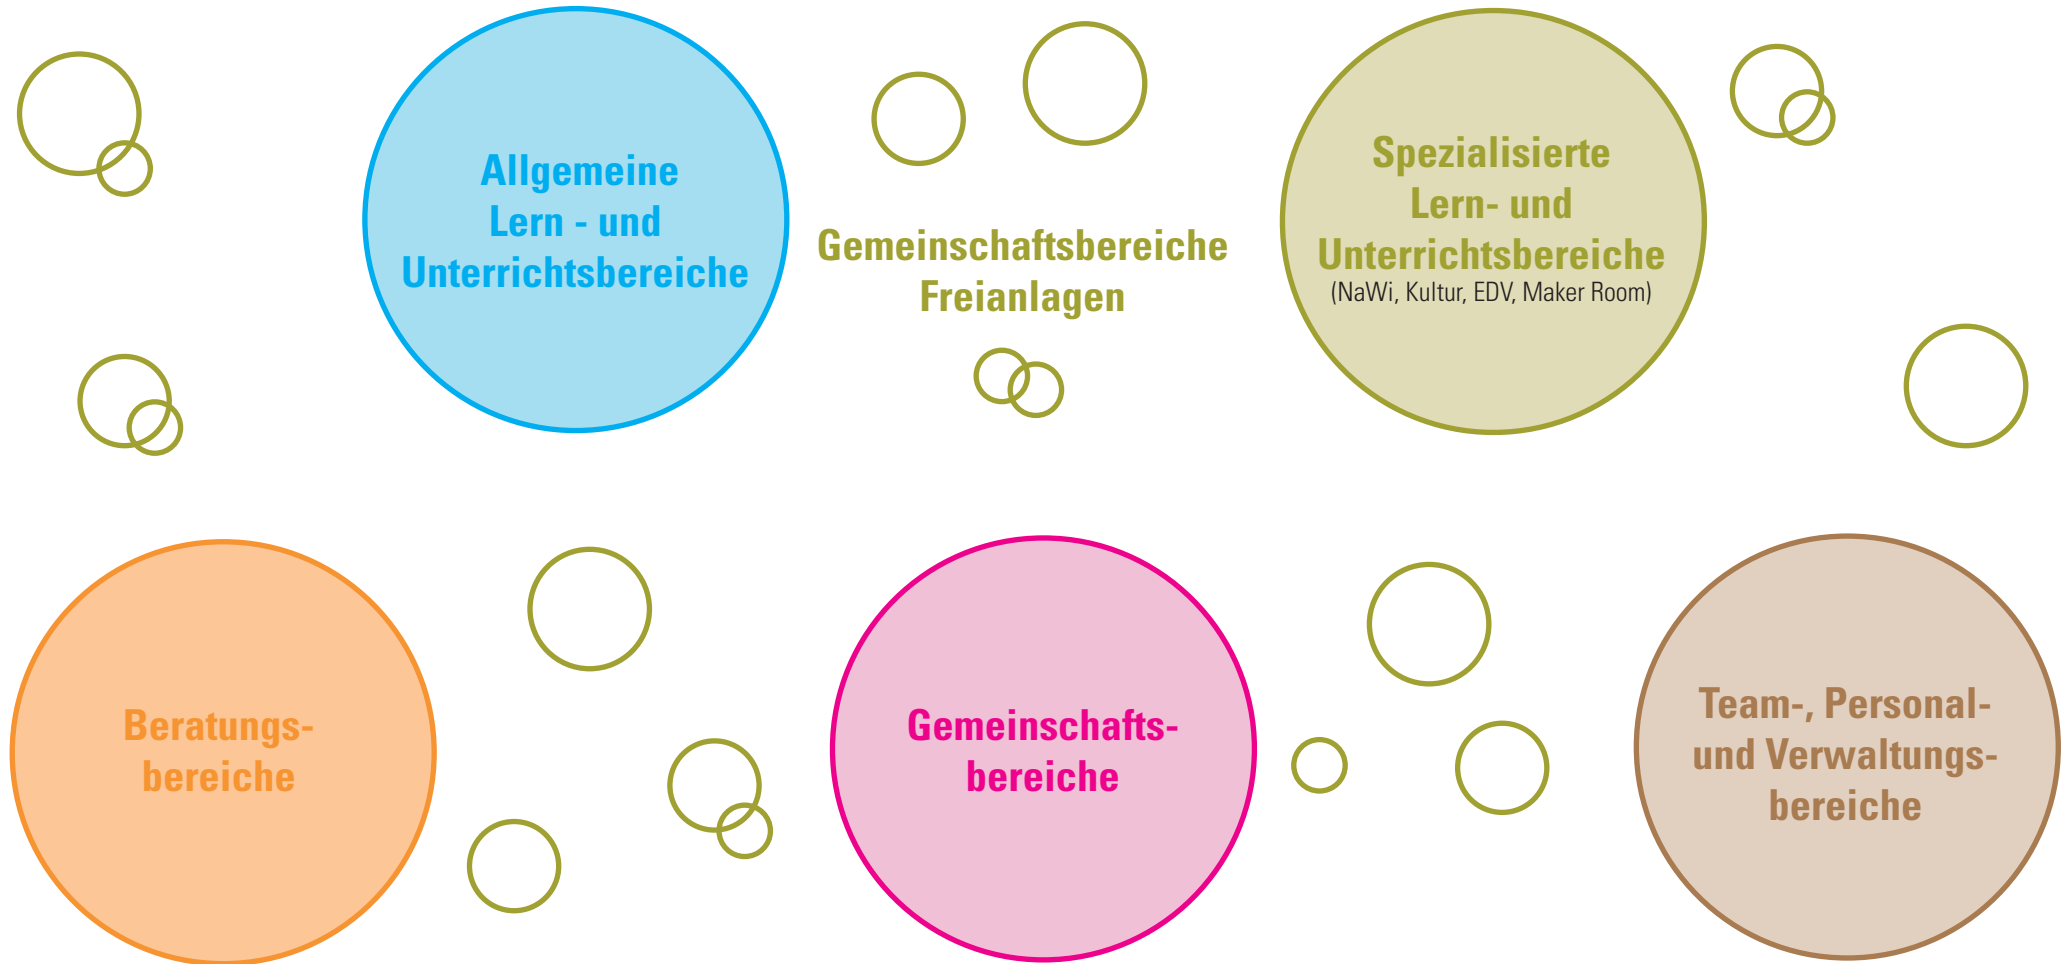 Allgemeine
Lern - und
Unterrichtsbereiche
Gemeinschaftsbereiche
Freianlagen
Spezialisierte
Lern- und
Unterrichtsbereiche
(NaWi, Kultur, EDV, Maker Room)
Beratungs-
bereiche
Gemeinschafts-
bereiche
Team-, Personal-
und Verwaltungs-
bereiche